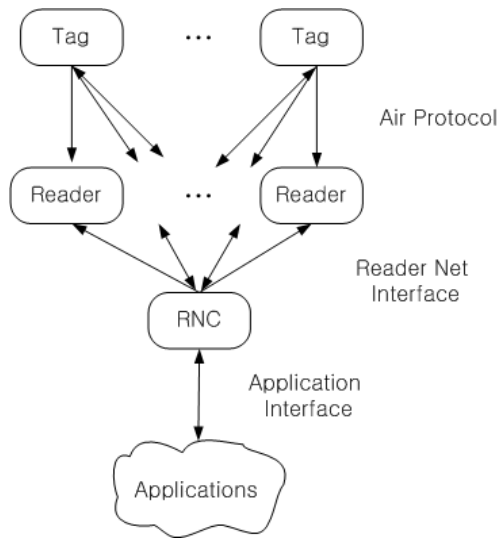 Tag ... Tag
Air Protocol
Reader ... Reader
Reader Net
Interface
RNC
Application
Interface
Applications